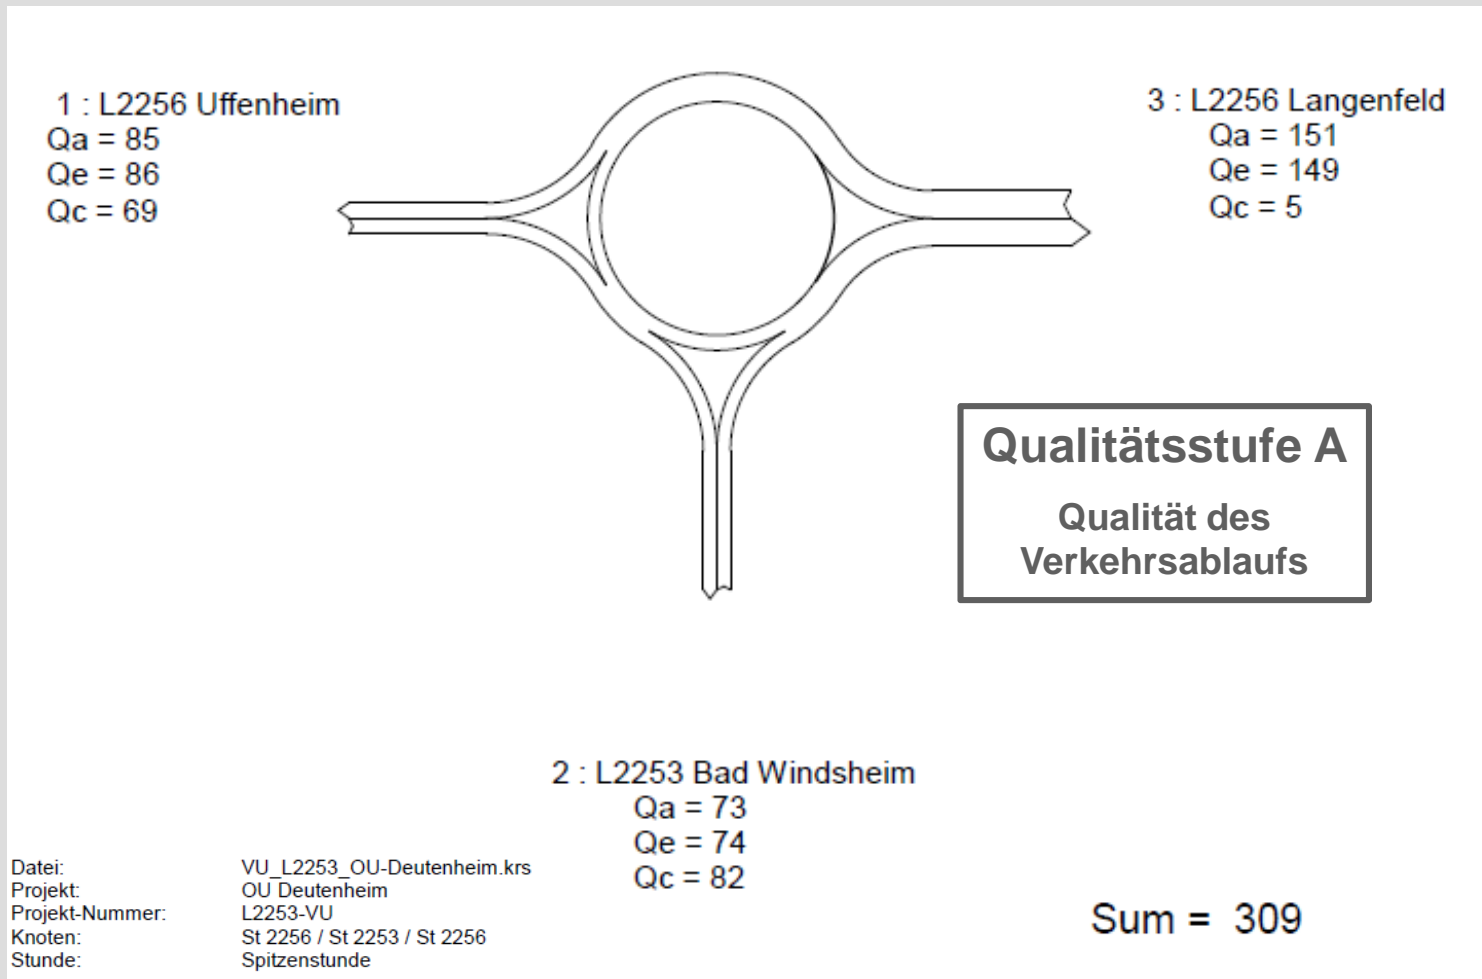 1 : L2256 Uffenheim
Qa = 85
Qe = 86
Qc = 69
3 : L2256 Langenfeld
Qa = 151
Qe = 149
Qc = 5
Qualitätsstufe A
Qualität des
Verkehrsablaufs
2 : L2253 Bad Windsheim
Qa = 73
Qe = 74
Qc = 82
Datei: VU_L2253_OU-Deutenheim.krs
Projekt: OU Deutenheim
Projekt-Nummer: L2253-VU
Knoten: St 2256 / St 2253 / St 2256
Stunde: Spitzenstunde
Sum = 309